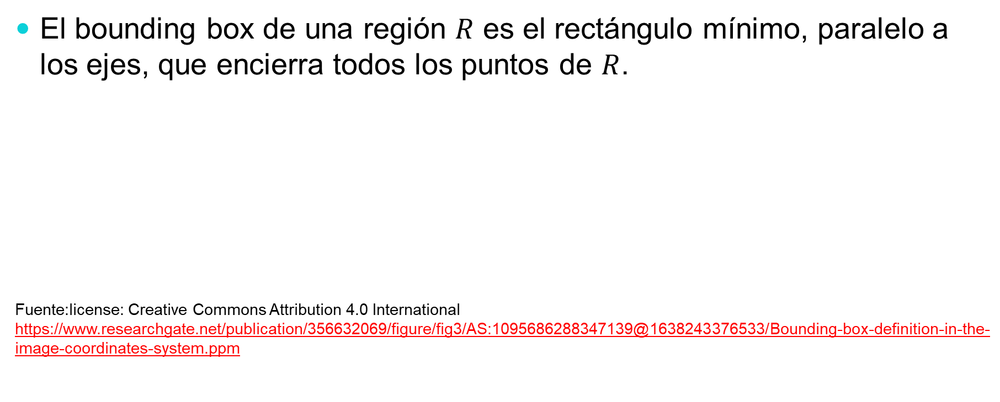 • El bounding box de una región R es el rectángulo mínimo, paralelo a
los ejes, que encierra todos los puntos de R.
Fuente:license: Creative Commons Attribution 4.0 International
https://www.researchgate.net/publication/356632069/figure/fig3/AS:1095686288347139@1638243376533/Bounding-box-definition-in-the-
image-coordinates-system.ppm